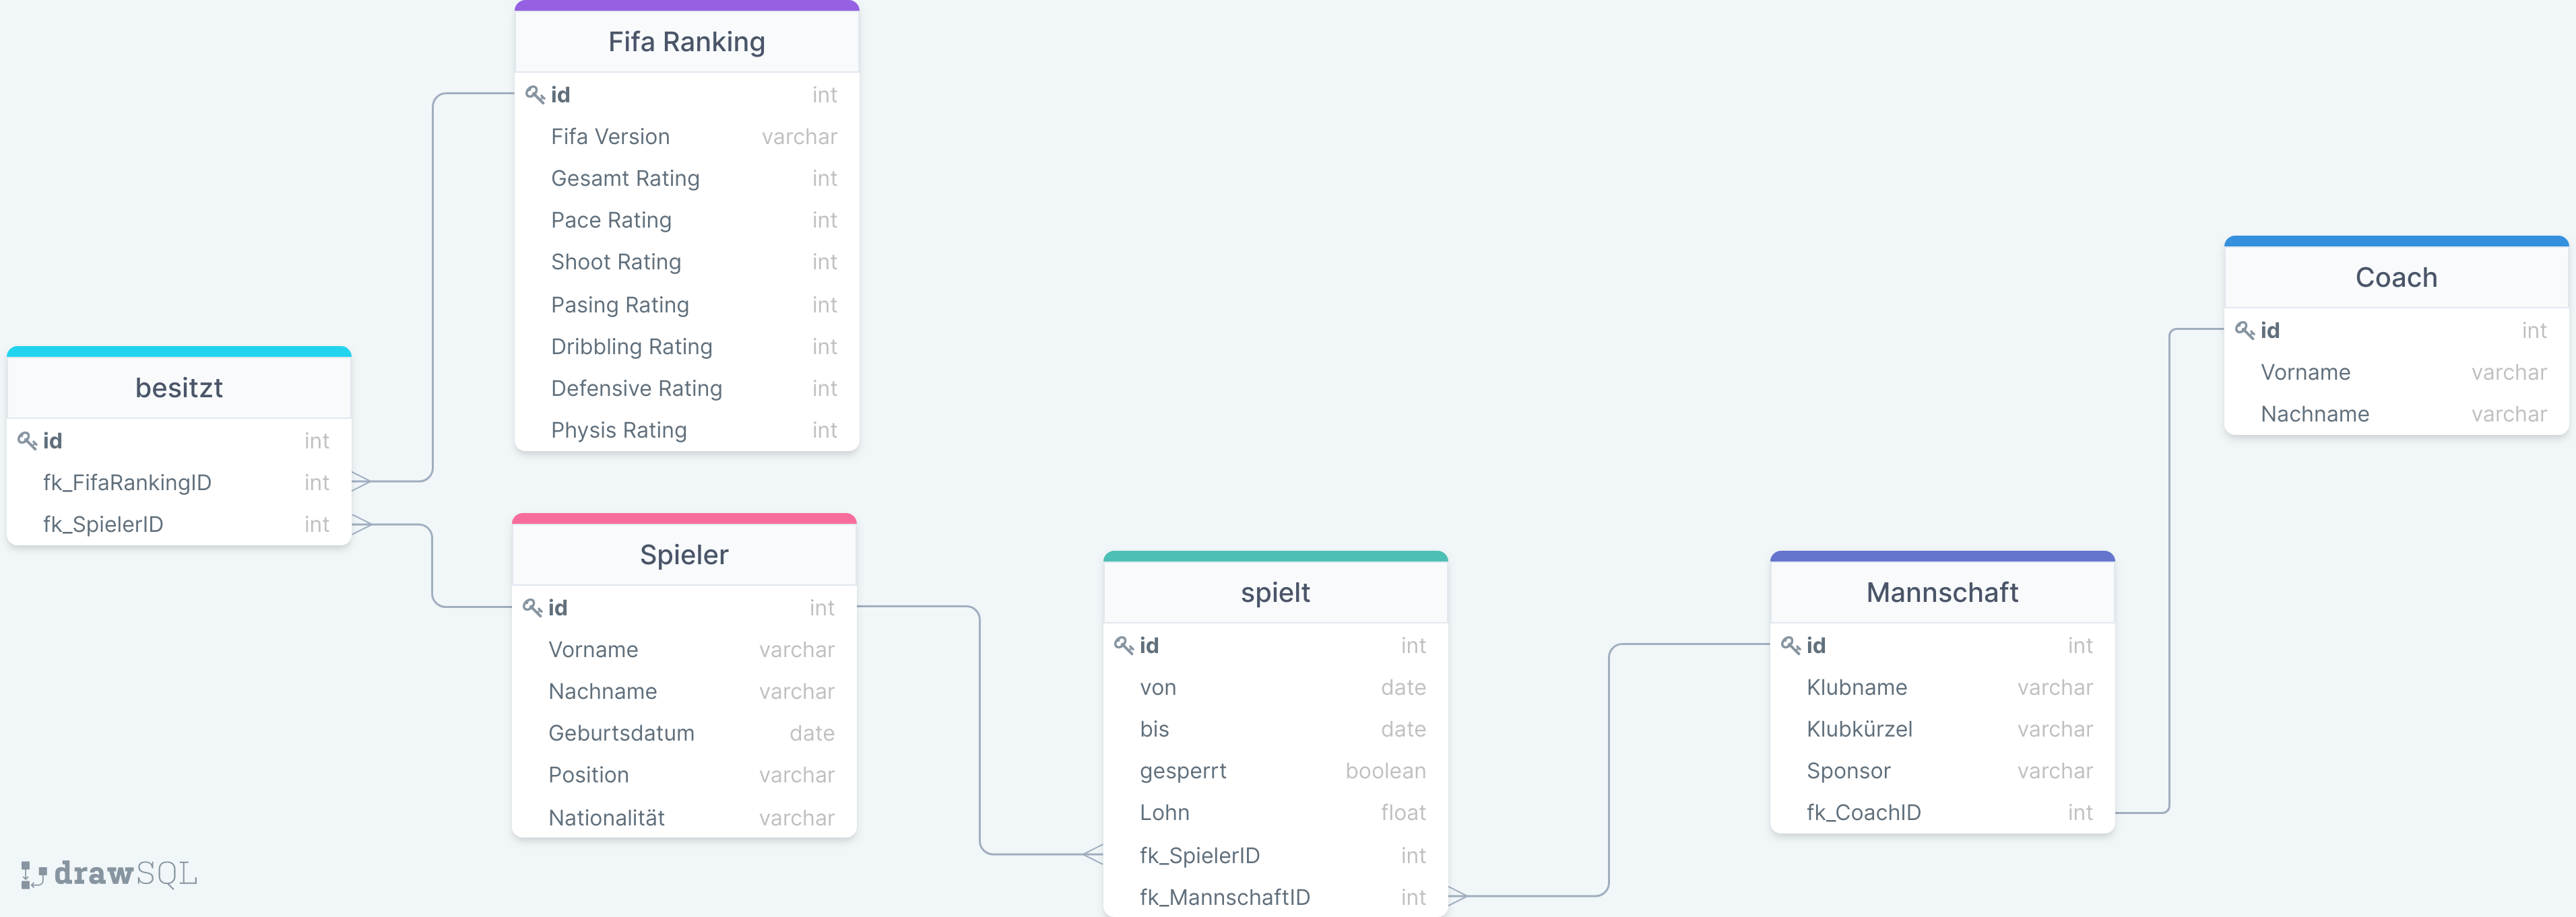 Fifa Ranking
id int
Fifa Version varchar
Gesamt Rating int
Pace Rating int
Shoot Rating int
Pasing Rating int
Dribbling Rating int
Defensive Rating int
Physis Rating int
besitzt
id int
fk_FifaRankingID int
fk_SpielerID int
Spieler
id int
Vorname varchar
Nachname varchar
Geburtsdatum date
Position varchar
Nationalität varchar
spielt
id int
von date
bis date
gesperrt boolean
Lohn float
fk_SpielerID int
fk_MannschaftID int
Mannschaft
id int
Klubname varchar
Klubkürzel varchar
Sponsor varchar
fk_CoachID int
Coach
id int
Vorname varchar
Nachname varchar
drawSQL